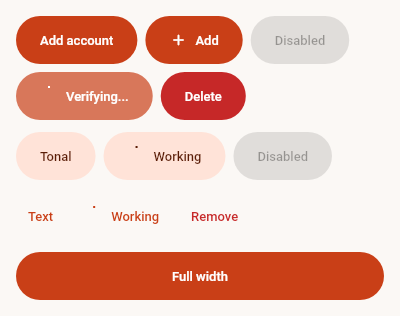 Add account + Add Disabled
Verifying... Delete
Tonal Working Disabled
Text Working Remove
Full width